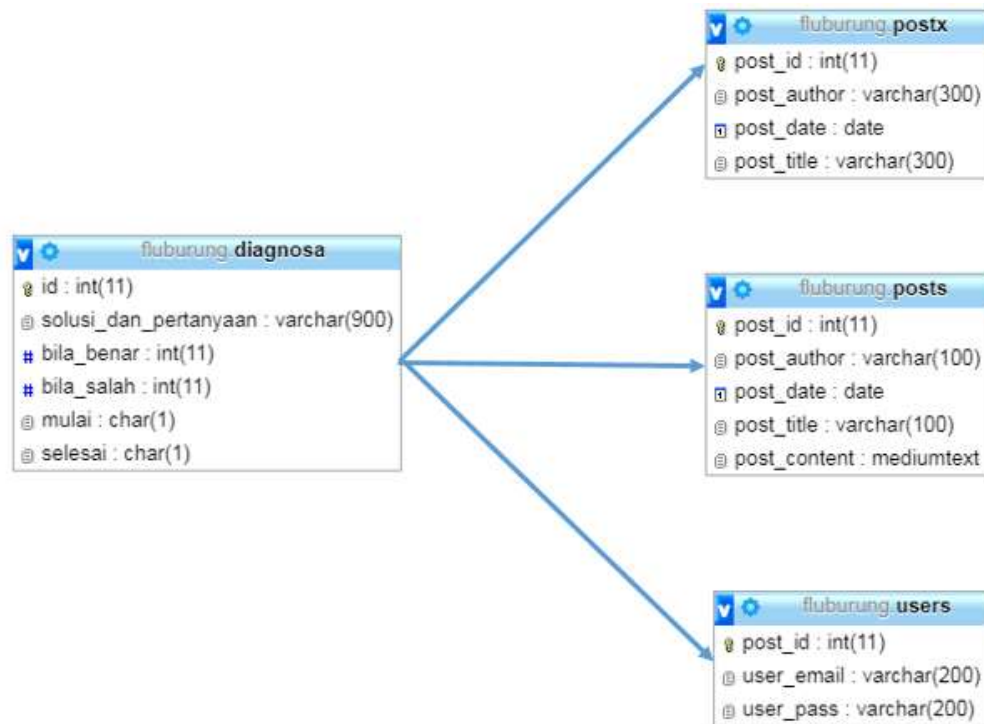 fluburung.postx
post_id : int(11)
post_author : varchar(300)
post_date : date
post_title : varchar(300)
fluburung.diagnosa
id : int(11)
solusi_dan_pertanyaan : varchar(900)
bila_benar : int(11)
bila_salah : int(11)
mulai : char(1)
selesai : char(1)
fluburung.posts
post_id : int(11)
post_author : varchar(100)
post_date : date
post_title : varchar(100)
post_content : mediumtext
fluburung.users
post_id : int(11)
user_email : varchar(200)
user_pass : varchar(200)